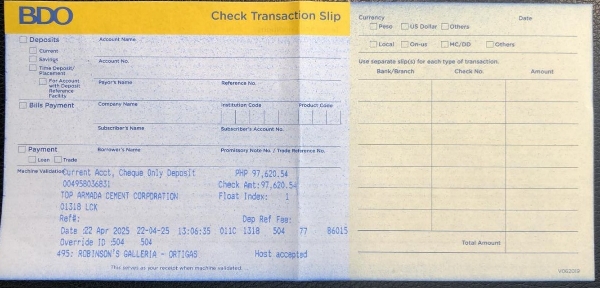 BDO
Check Transaction Slip
Deposits
Current
Savings
Time Deposit/
Placement
For Account
with Deposit
Reference
Facility
Account Name
Account No.
Payor's Name Reference No.
Bills Payment
Company Name Institution Code Product Code
Subscriber's Name Subscriber's Account No.
Payment
Loan Trade
Borrower's Name Promissory Note No. / Trade Reference No.
Machine Validation
Current Acct, Cheque Only Deposit PHP 97,620.54
004958036831 Check Amt:97,620.54
TOP ARMADA CEMENT CORPORATION Float Index: 1
01318 LCK
Ref#: Dep Ref Fee:
Date :22 Apr 2025 22-04-25 13:06:35 011C 1318 504 77 86015
Override ID :504 504
495: ROBINSON'S GALLERIA - ORTIGAS Host accepted
This serves as your receipt when machine validated.
Currency Date
Peso US Dollar Others
Local On-us MC/DD Others
Use separate slip(s) for each type of transaction.
Bank/Branch Check No. Amount
Total Amount